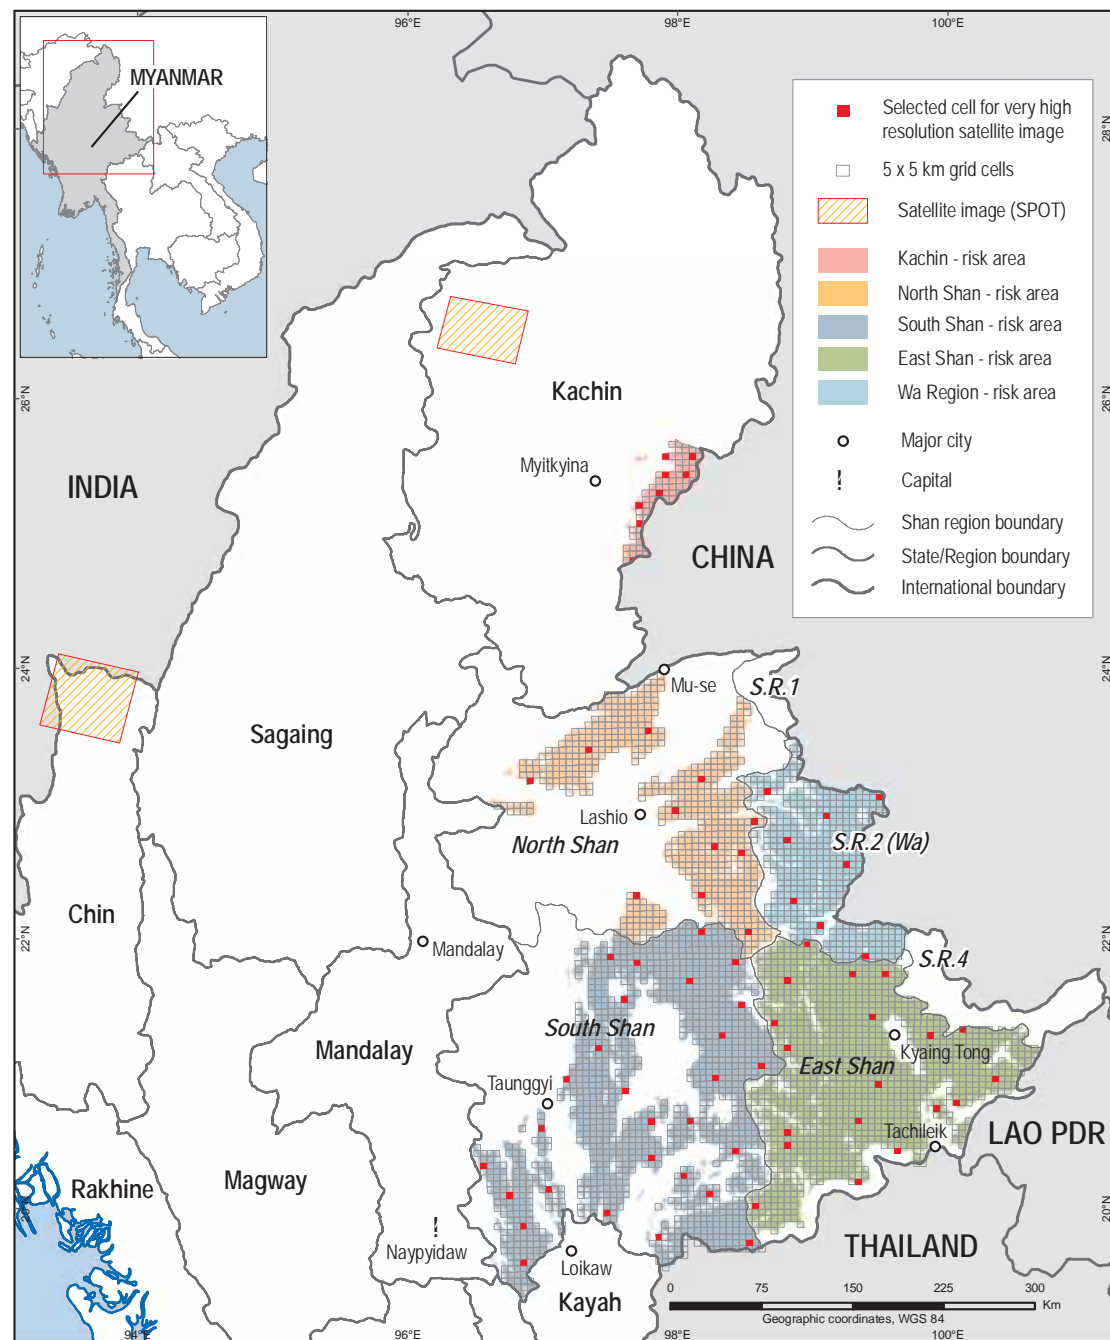 96°E
98°E
100°E
MYANMAR
Selected cell for very high
resolution satellite image
5 x 5 km grid cells
Satellite image (SPOT)
Kachin - risk area
North Shan - risk area
South Shan - risk area
East Shan - risk area
Wa Region - risk area
Major city
Capital
Shan region boundary
State/Region boundary
International boundary
28°N
26°N
26°N
Kachin
Myitkyina
INDIA
CHINA
24°N
24°N
Mu-se
S.R.1
Sagaing
Lashio
North Shan
S.R.2 (Wa)
Chin
22°N
22°N
Mandalay
S.R.4
South Shan
Mandalay
Kyaing Tong
East Shan
Taunggyi
Tachileik
LAO PDR
Magway
Rakhine
20°N
20°N
Naypyidaw
Loikaw
THAILAND
Kayah
0
75
150
225
300
Km
Geographic coordinates, WGS 84
94°E
96°E
98°E
100°E